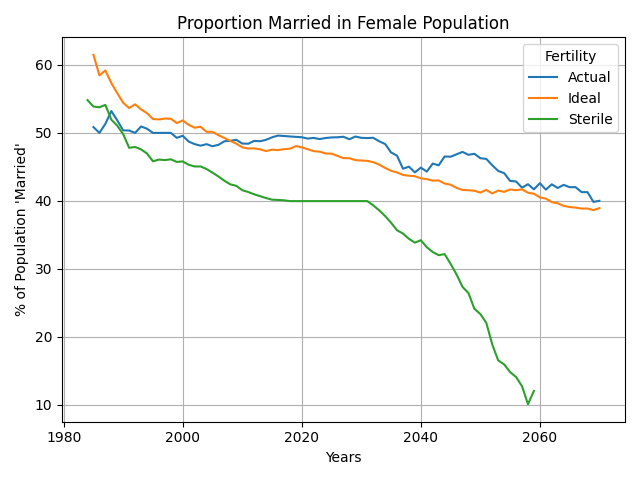 Proportion Married in Female Population
% of Population 'Married'
60
50
40
30
20
10
Fertility
Actual
Ideal
Sterile
1980
2000
2020
2040
2060
Years